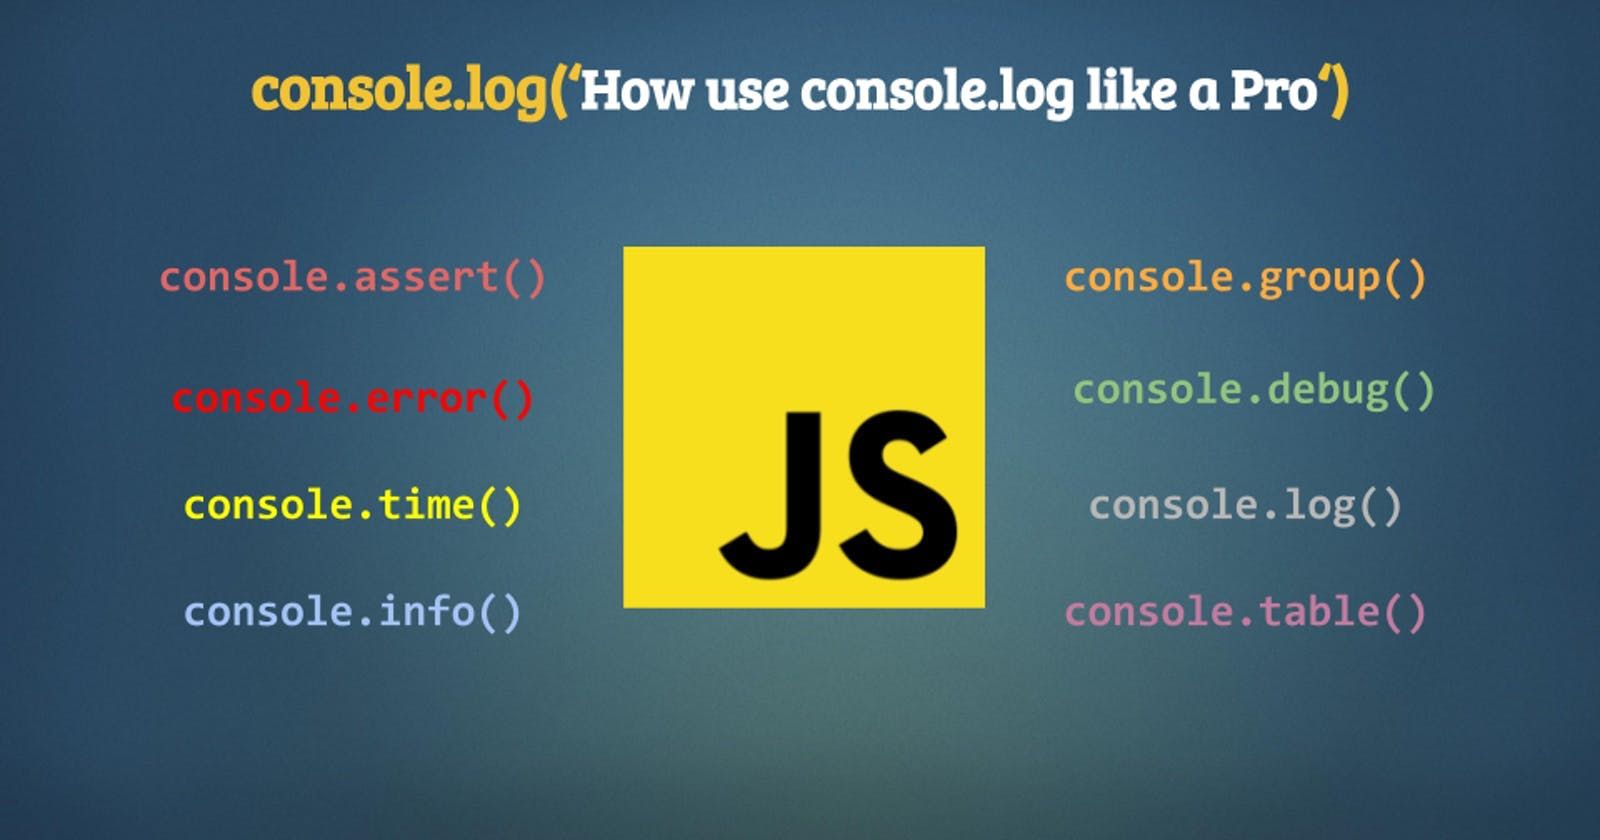 console.log(‘How use console.log like a Pro‘)
console.assert()
console.error()
console.time()
console.info()
JS
console.group()
console.debug()
console.log()
console.table()